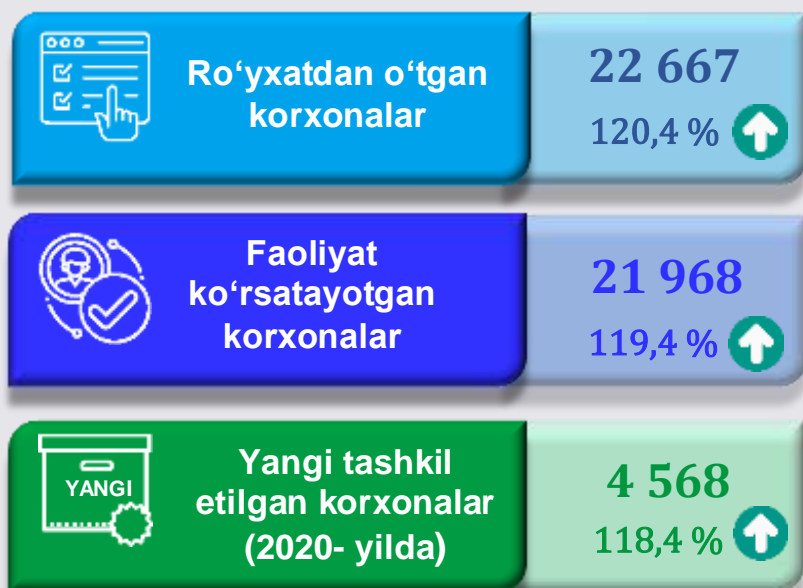 Ro‘yxatdan o‘tgan
korxonalar
22 667
120,4 %
Faoliyat
ko‘rsatayotgan
korxonalar
21 968
119,4 %
YANGI
Yangi tashkil
etilgan korxonalar
(2020- yilda)
4 568
118,4 %